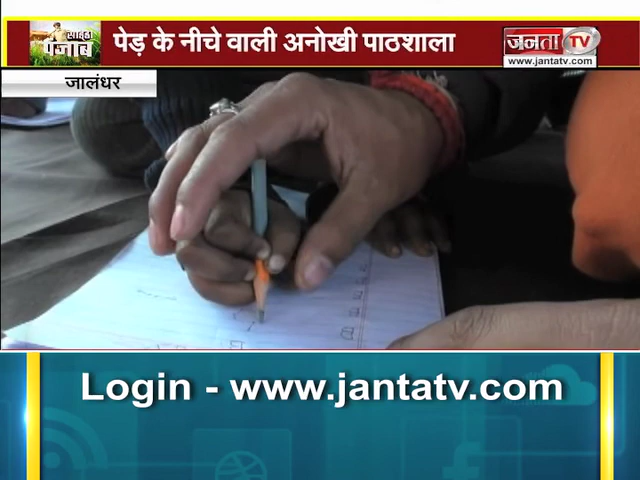 साड्डा
पंजाब
पेड़ के नीचे वाली अनोखी पाठशाला
जनता TV
www.jantatv.com
जालंधर
Login - www.jantatv.com